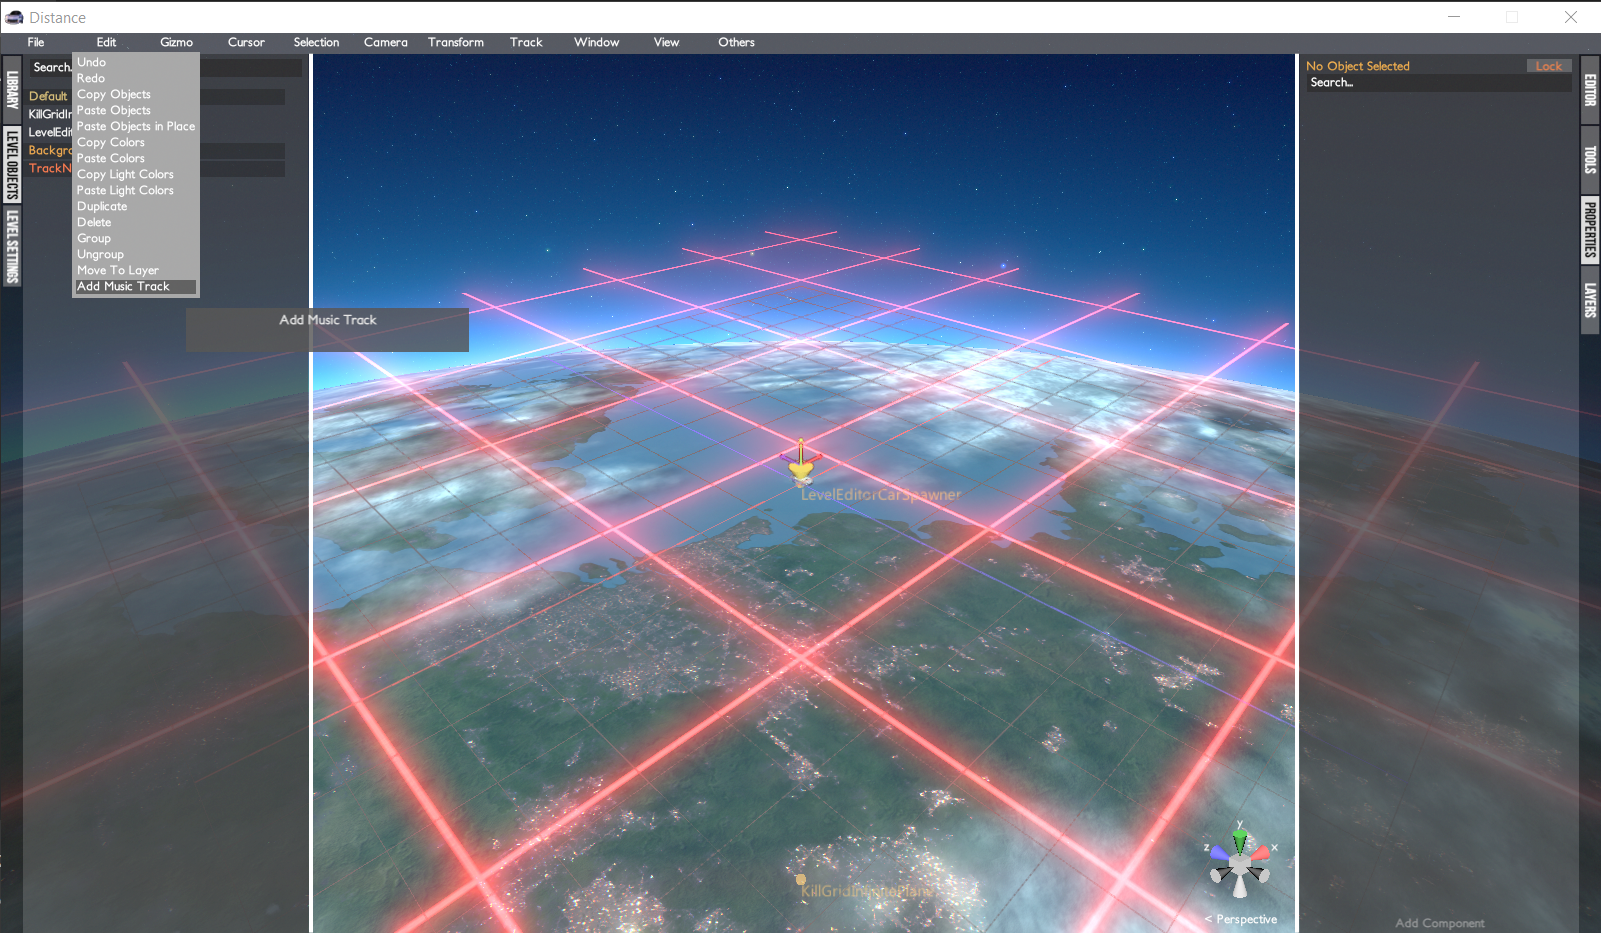 Distance
File Edit Gizmo Cursor Selection Camera Transform Track Window View Others
LIBRARY
LEVEL OBJECTS
LEVEL SETTINGS
Search...
Default
KillGridIn
LevelEdit
Backgro
TrackN
Undo
Redo
Copy Objects
Paste Objects
Paste Objects in Place
Copy Colors
Paste Colors
Copy Light Colors
Paste Light Colors
Duplicate
Delete
Group
Ungroup
Move To Layer
Add Music Track
Add Music Track
LevelEditorCarSpawner
KillGridInfinitePlane
y
z x
< Perspective
No Object Selected Lock
Search...
Add Component
EDITOR
TOOLS
PROPERTIES
LAYERS